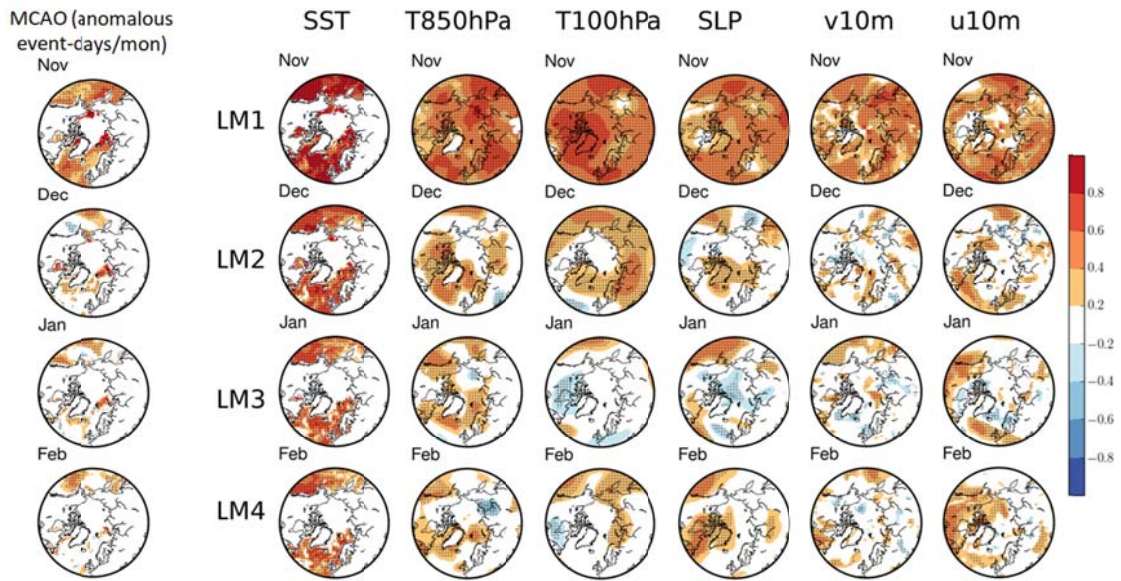 MCAO (anomalous
event-days/mon)
SST T850hPa T100hPa SLP v10m u10m
Nov Nov Nov Nov Nov Nov Nov
LM1
Dec Dec Dec Dec Dec Dec Dec
LM2
Jan Jan Jan Jan Jan Jan Jan
LM3
Feb Feb Feb Feb Feb Feb Feb
LM4
0.8
0.6
0.4
0.2
−0.2
−0.4
−0.6
−0.8